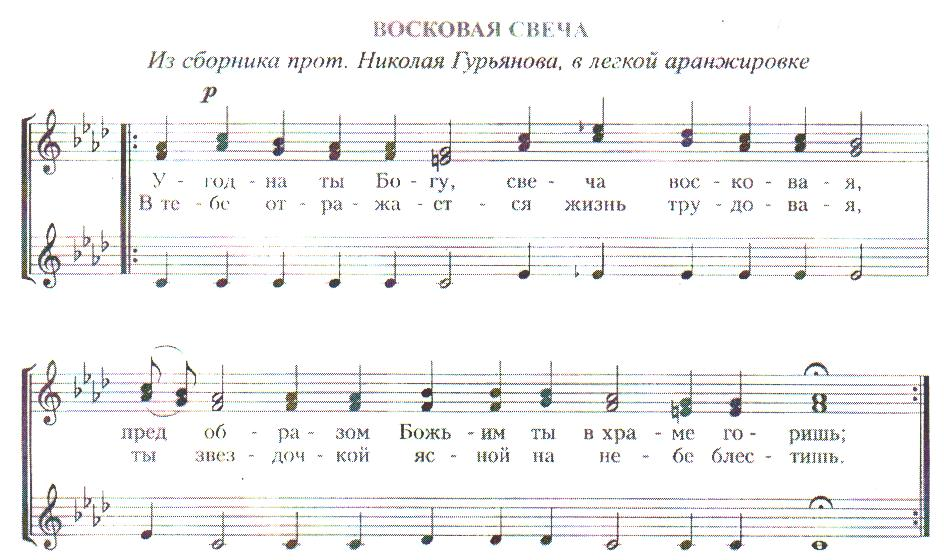 ВОСКОВАЯ СВЕЧА
Из сборника прот. Николая Гурьянова, в легкой аранжировке
p
У - год - на ты Бо - гу, све - ча вос - ко - ва - я,
В те - бе от - ра - жа - ет - ся жизнь тру - до - ва - я,
пред об - ра - зом Божь - им ты в хра - ме го - ришь;
ты звез - доч - кой яс - ной на не - бе блес - тишь.